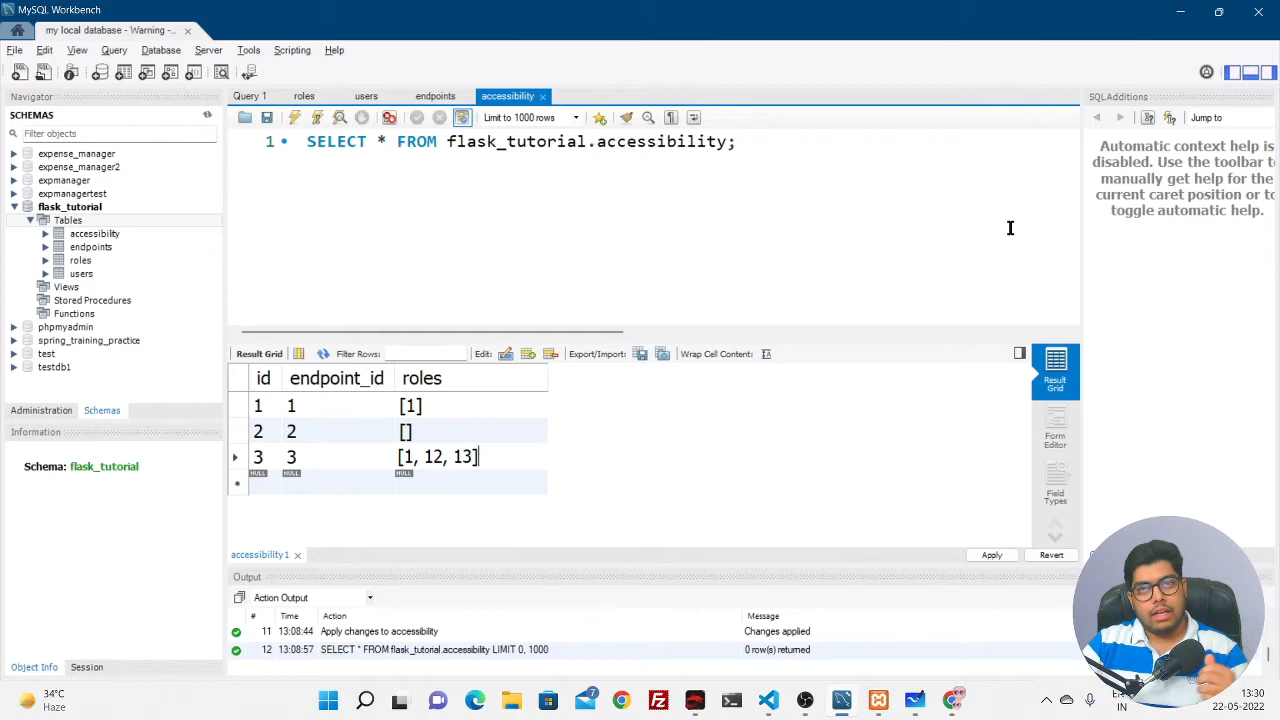 MySQL Workbench
my local database - Warning -...
File Edit View Query Database Server Tools Scripting Help
Navigator
SCHEMAS
Filter objects
expense_manager
expense_manager2
expmanager
expmanagertest
flask_tutorial
Tables
accessibility
endpoints
roles
users
Views
Stored Procedures
Functions
phpmyadmin
spring_training_practice
test
testdb1
Administration Schemas
Information
Schema: flask_tutorial
Object Info Session
Query 1 roles users endpoints accessibility
Limit to 1000 rows
1 SELECT * FROM flask_tutorial.accessibility;
Result Grid Filter Rows: Edit: Export/Import: Wrap Cell Content:
id endpoint_id roles
1 1 [1]
2 2 []
3 3 [1, 12, 13]
NULL NULL NULL
*
Result Grid
Form Editor
Field Types
accessibility 1 Apply Revert
Output
Action Output
# Time Action Message
11 13:08:44 Apply changes to accessibility Changes applied
12 13:08:57 SELECT * FROM flask_tutorial.accessibility LIMIT 0, 1000 0 row(s) returned
SQLAdditions
Jump to
Automatic context help is
disabled. Use the toolbar t
manually get help for the
current caret position or to
toggle automatic help.
34°C
Haze
7
IN
13:30
22-05-2022